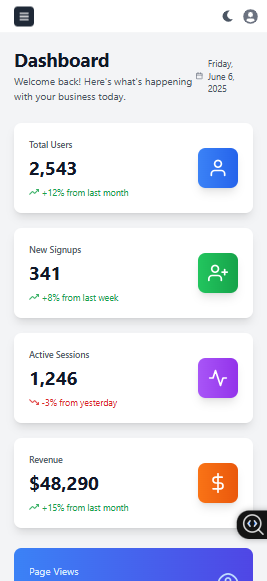 Dashboard
Welcome back! Here's what's happening
with your business today.
Friday,
June 6,
2025
Total Users
2,543
+12% from last month
New Signups
341
+8% from last week
Active Sessions
1,246
-3% from yesterday
Revenue
$48,290
+15% from last month
Page Views